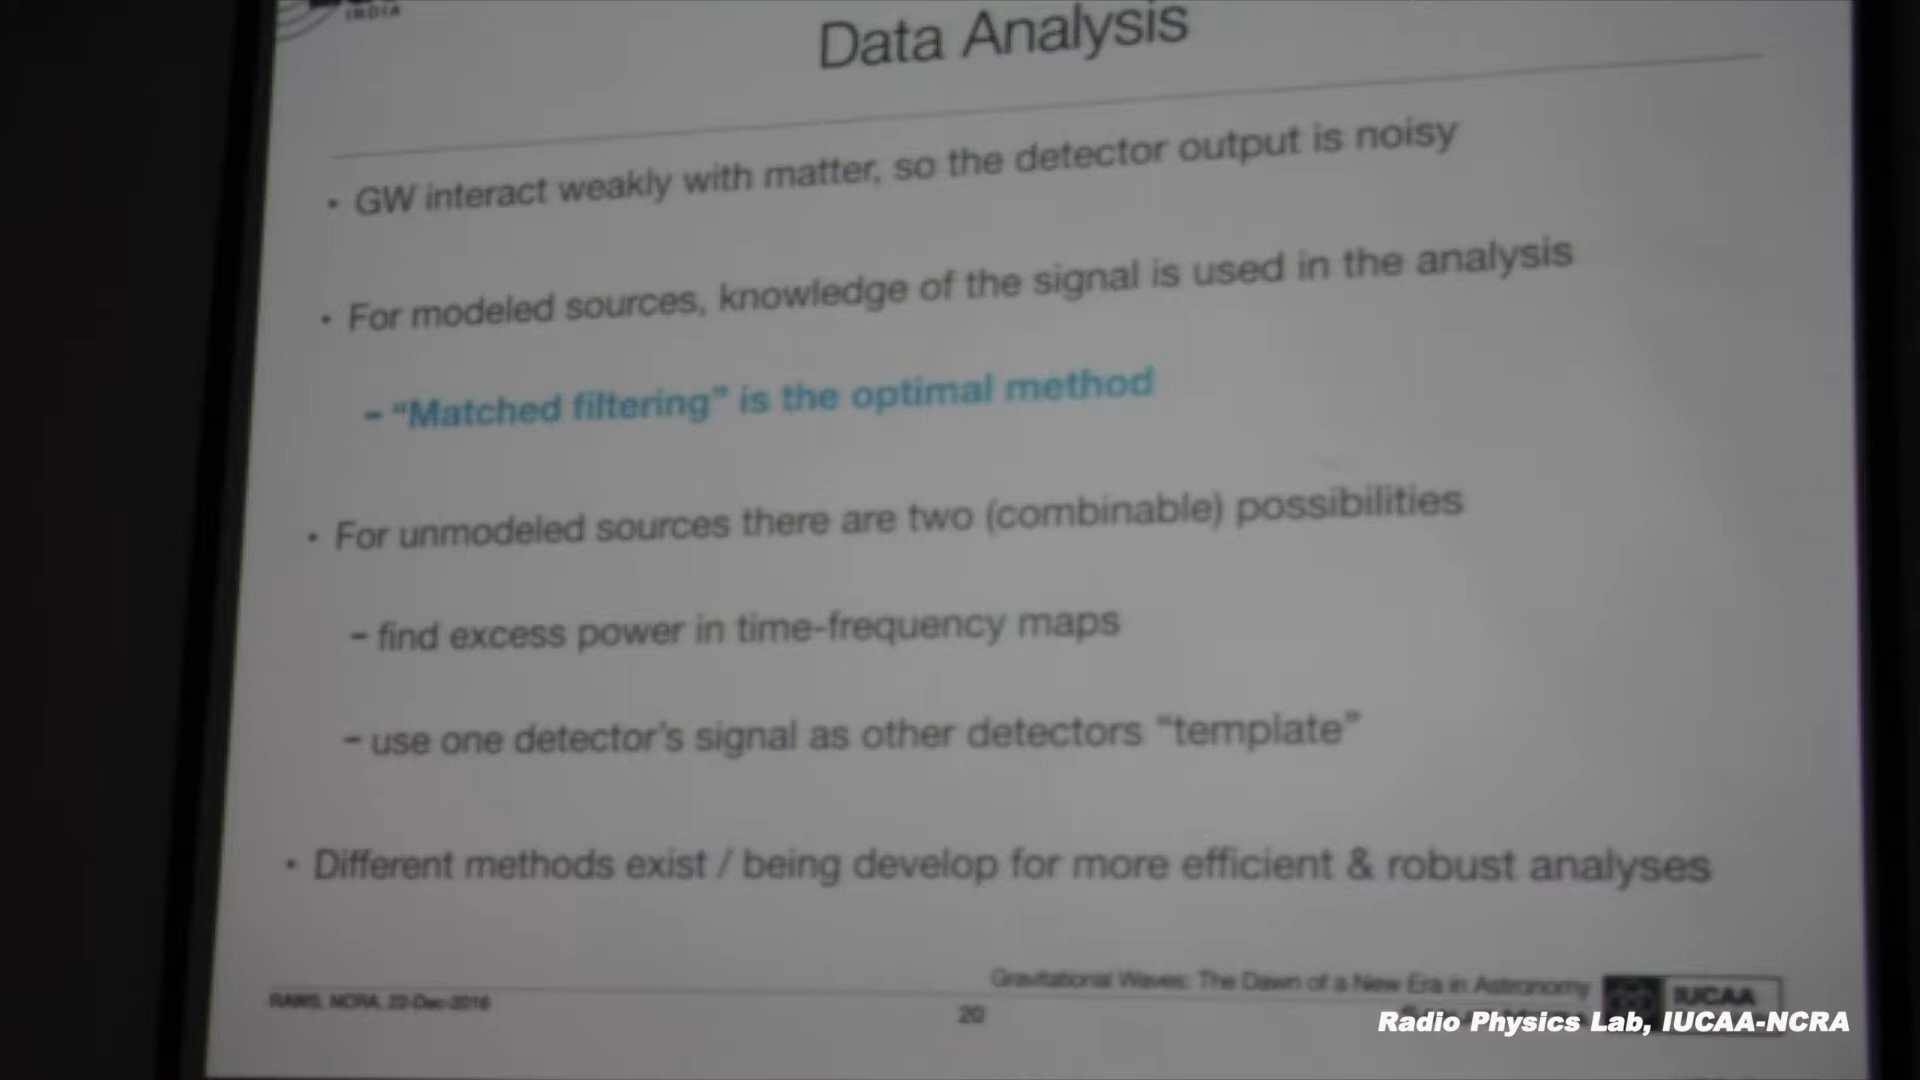 INDIA
Data Analysis
• GW interact weakly with matter, so the detector output is noisy
• For modeled sources, knowledge of the signal is used in the analysis
– “Matched filtering” is the optimal method
• For unmodeled sources there are two (combinable) possibilities
– find excess power in time-frequency maps
– use one detector’s signal as other detectors “template”
• Different methods exist / being develop for more efficient & robust analyses
Gravitational Waves: The Dawn of a New Era in Astronomy
RAWS, NCRA, 22-Dec-2016
20
IUCAA
Radio Physics Lab, IUCAA-NCRA